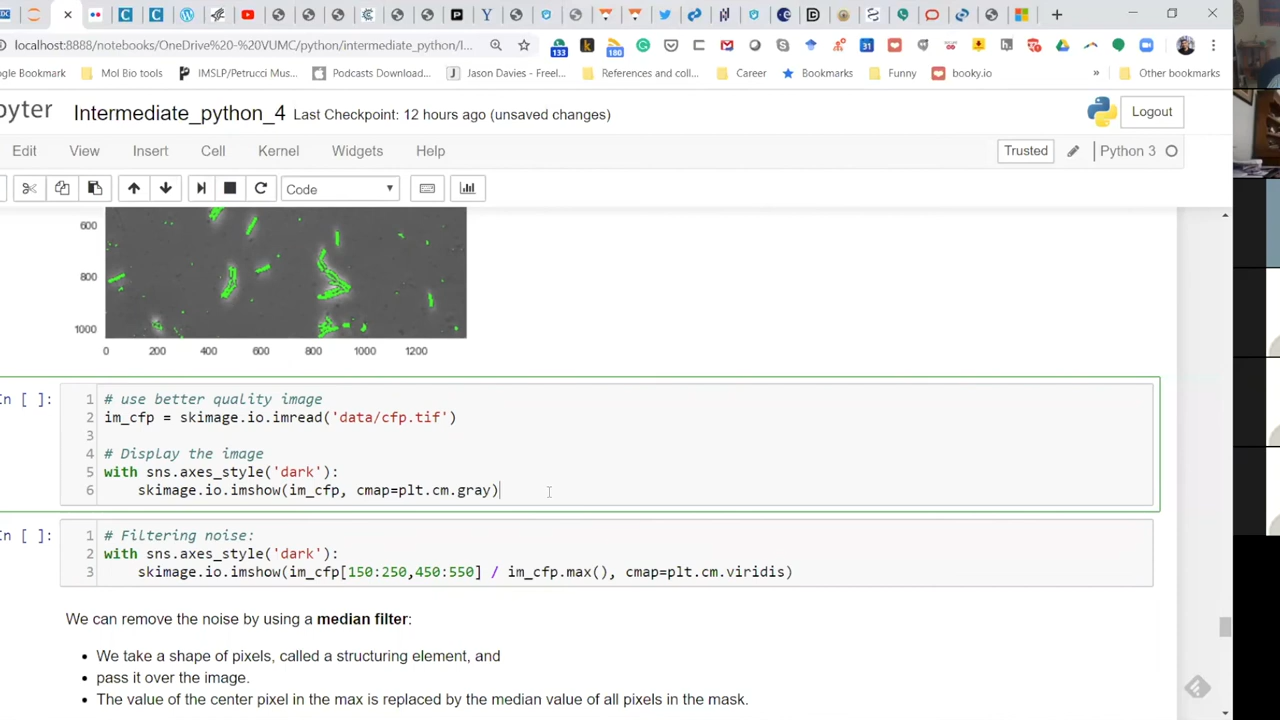 localhost:8888/notebooks/OneDrive%20-%20VUMC/python/intermediate_python/I...
133
180
31
ogle Bookmark
Mol Bio tools
IMSLP/Petrucci Mus...
Podcasts Download...
Jason Davies - Freel...
References and coll...
Career
Bookmarks
Funny
booky.io
»
Other bookmarks
pyter
Intermediate_python_4
Last Checkpoint: 12 hours ago (unsaved changes)
Logout
Edit
View
Insert
Cell
Kernel
Widgets
Help
Trusted
Python 3
Code
600
800
1000
0 200 400 600 800 1000 1200
In [ ]:
1 # use better quality image
2 im_cfp = skimage.io.imread('data/cfp.tif')
3
4 # Display the image
5 with sns.axes_style('dark'):
6 skimage.io.imshow(im_cfp, cmap=plt.cm.gray)
In [ ]:
1 # Filtering noise:
2 with sns.axes_style('dark'):
3 skimage.io.imshow(im_cfp[150:250,450:550] / im_cfp.max(), cmap=plt.cm.viridis)
We can remove the noise by using a median filter:
• We take a shape of pixels, called a structuring element, and
• pass it over the image.
• The value of the center pixel in the max is replaced by the median value of all pixels in the mask.